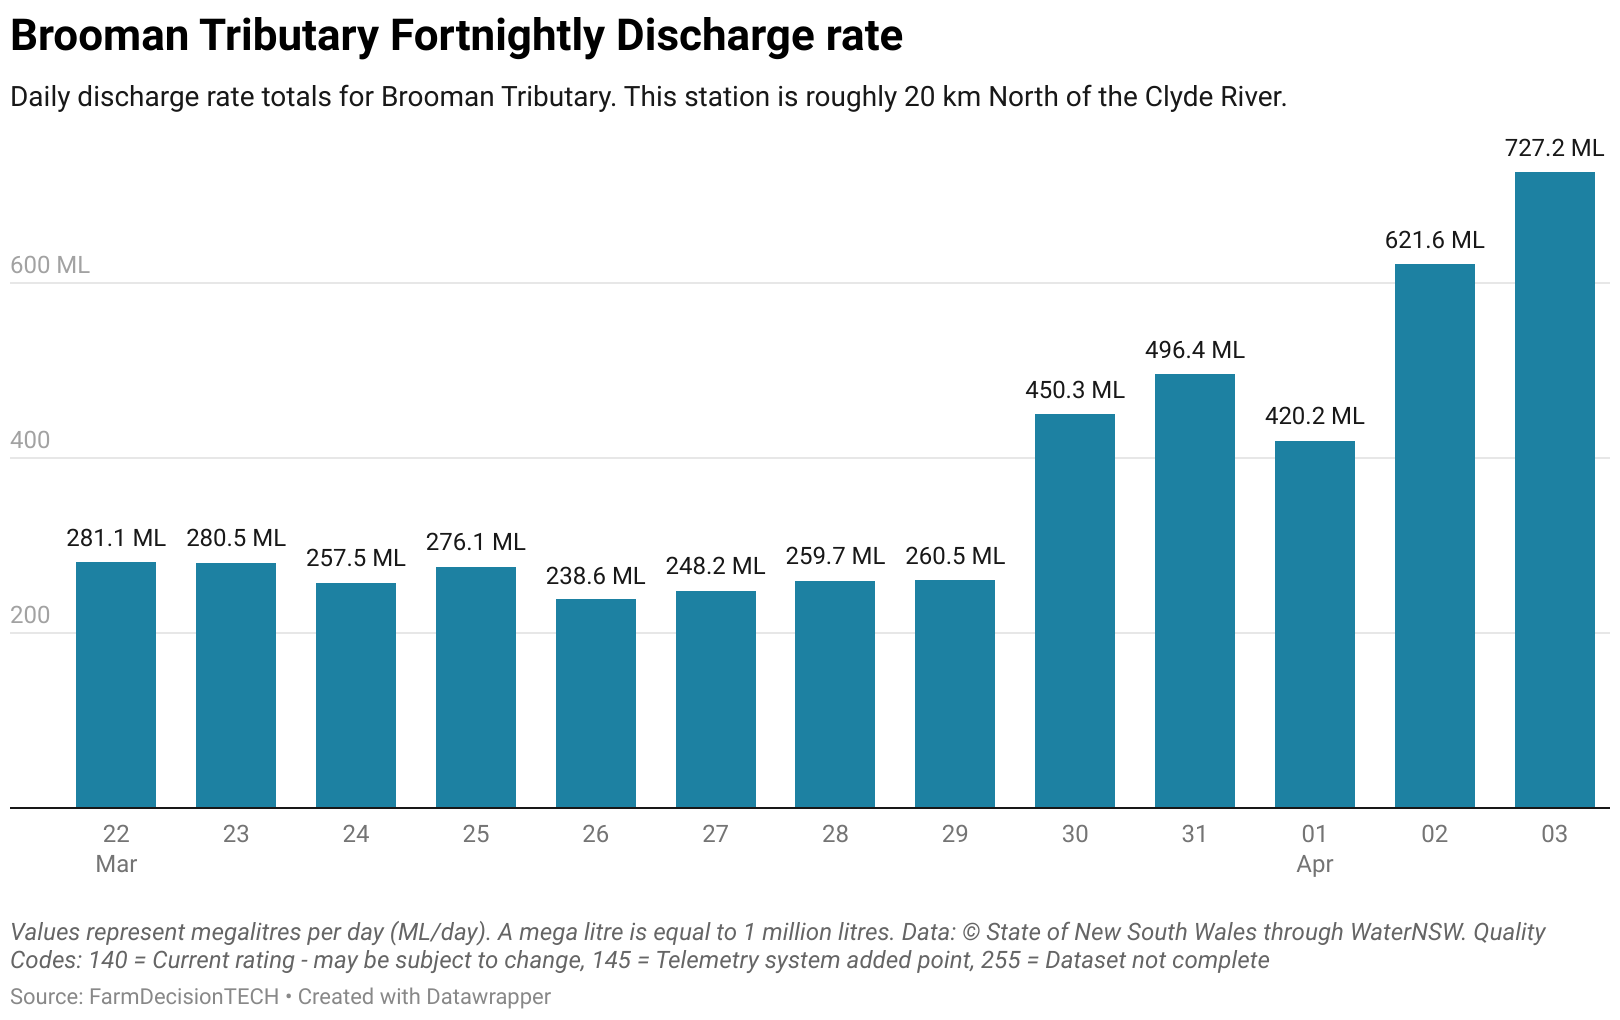 Brooman Tributary Fortnightly Discharge rate
Daily discharge rate totals for Brooman Tributary. This station is roughly 20 km North of the Clyde River.
727.2 ML
621.6 ML
600 ML
496.4 ML
450.3 ML
420.2 ML
400
281.1 ML 280.5 ML 257.5 ML 276.1 ML 238.6 ML 248.2 ML 259.7 ML 260.5 ML
200
22 23 24 25 26 27 28 29 30 31 01 02 03
Mar Apr
Values represent megalitres per day (ML/day). A mega litre is equal to 1 million litres. Data: © State of New South Wales through WaterNSW. Quality
Codes: 140 = Current rating - may be subject to change, 145 = Telemetry system added point, 255 = Dataset not complete
Source: FarmDecisionTECH • Created with Datawrapper